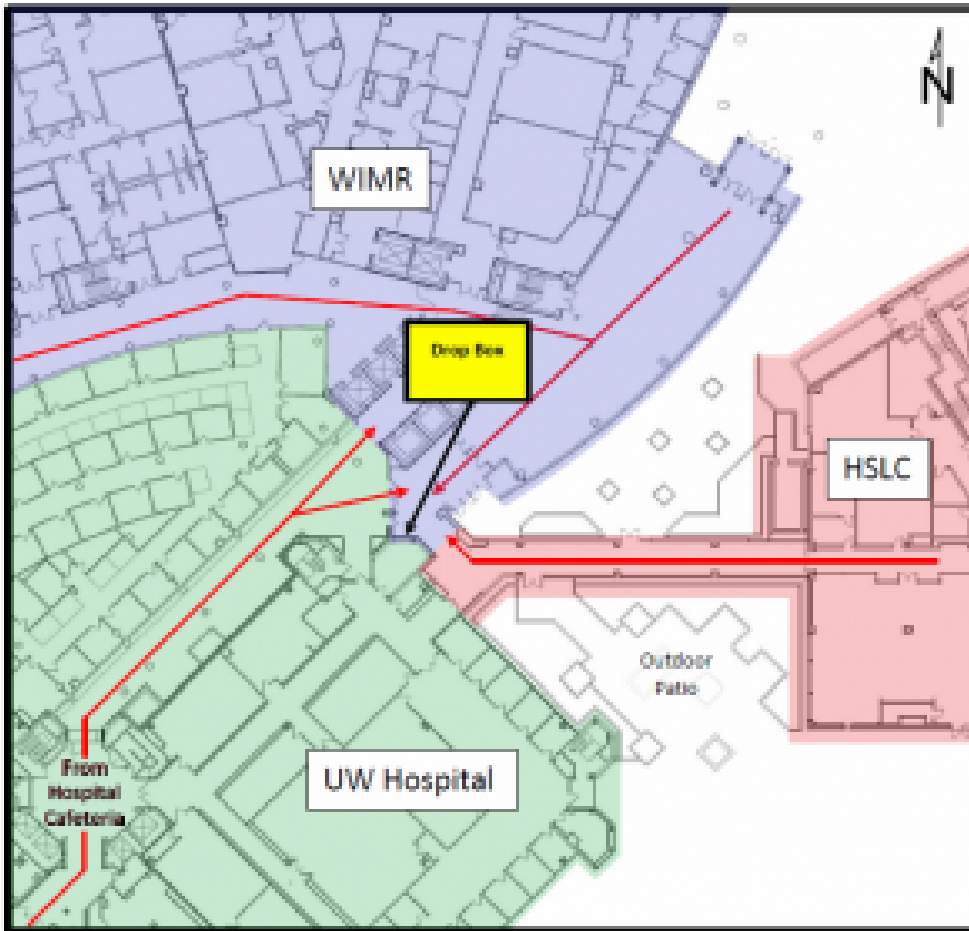 N
WIMR
Drop Box
HSLC
Outdoor
Patio
UW Hospital
From
Hospital
Cafeteria